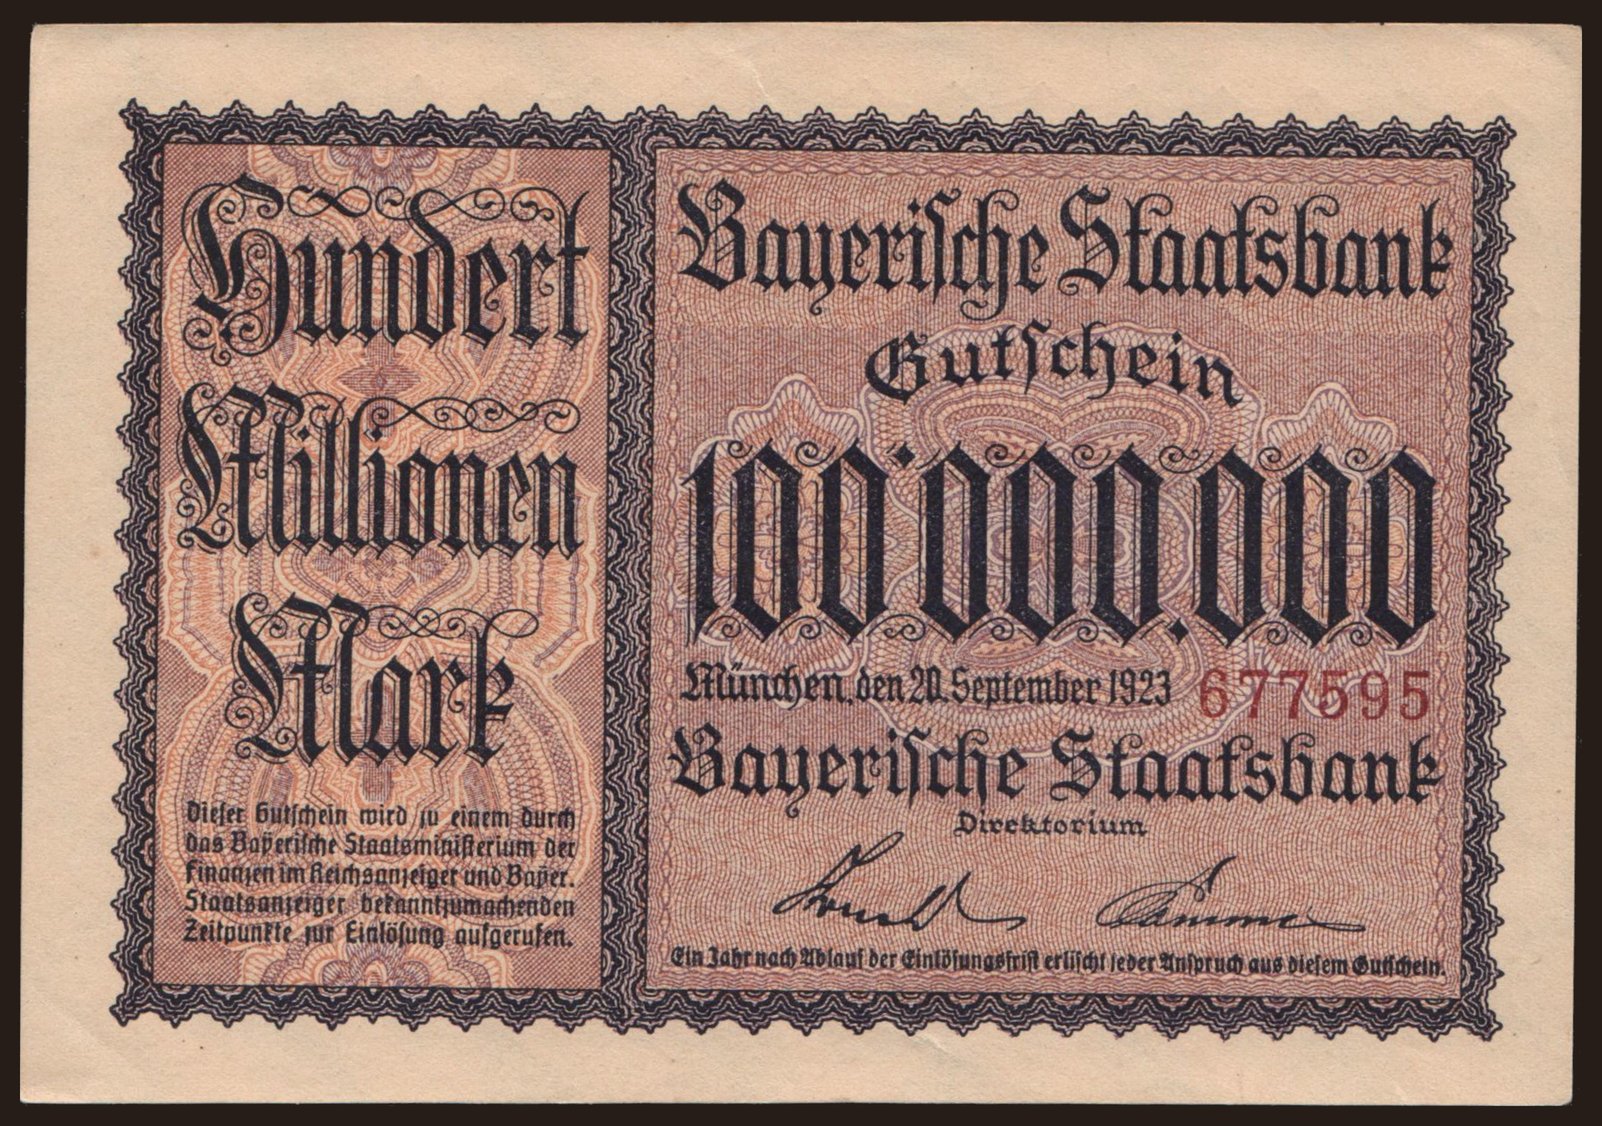 Hundert
Millionen
Mark
Dieser Gutschein wird zu einem durch
das Bayerische Staatsministerium der
Finanzen im Reichsanzeiger und Bayer.
Staatsanzeiger bekanntzumachenden
Zeitpunkte zur Einlösung aufgerufen.
Bayerische Staatsbank
Gutschein
100.000.000
München, den 20. September 1923 677595
Bayerische Staatsbank
Direktorium
Ein Jahr nach Ablauf der Einlösungsfrist erlischt jeder Anspruch aus diesem Gutschein.